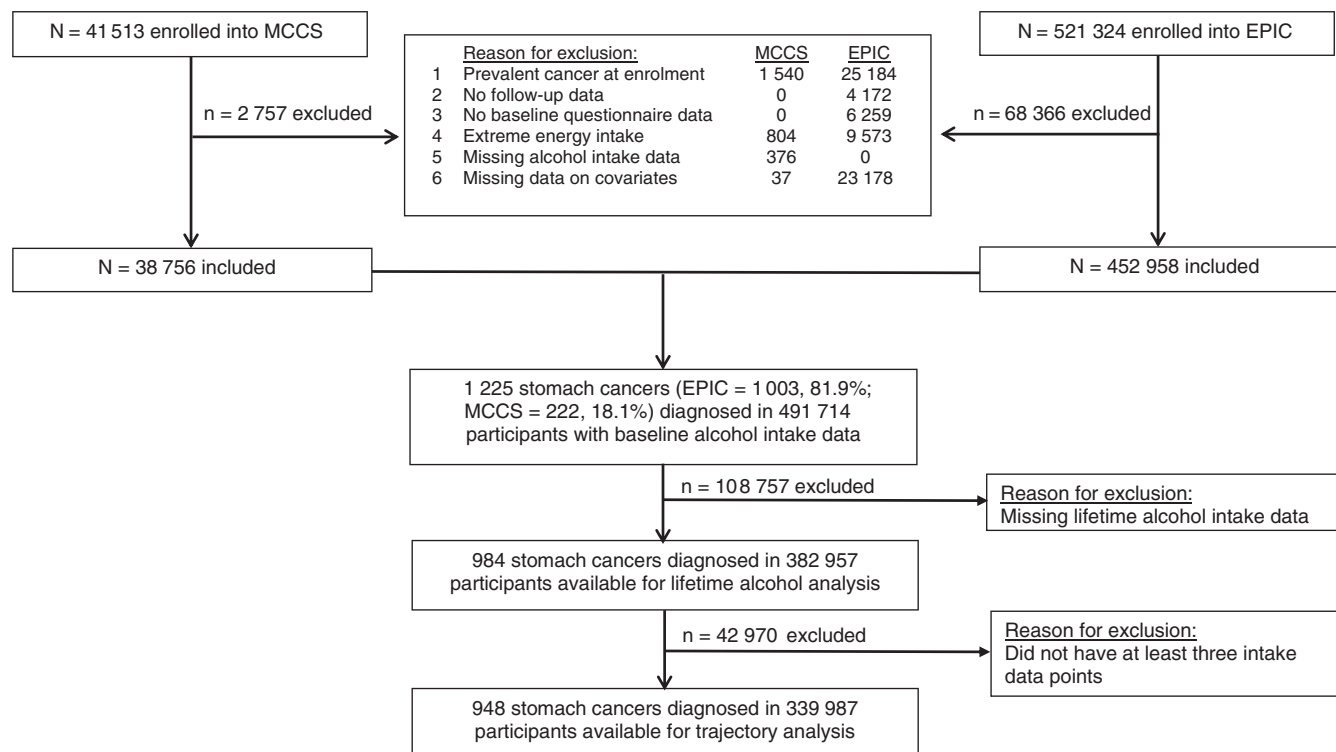 N = 41 513 enrolled into MCCS
N = 521 324 enrolled into EPIC
Reason for exclusion: MCCS EPIC
1 Prevalent cancer at enrolment 1 540 25 184
2 No follow-up data 0 4 172
3 No baseline questionnaire data 0 6 259
4 Extreme energy intake 804 9 573
5 Missing alcohol intake data 376 0
6 Missing data on covariates 37 23 178
n = 2 757 excluded
n = 68 366 excluded
N = 38 756 included
N = 452 958 included
1 225 stomach cancers (EPIC = 1 003, 81.9%;
MCCS = 222, 18.1%) diagnosed in 491 714
participants with baseline alcohol intake data
n = 108 757 excluded
Reason for exclusion:
Missing lifetime alcohol intake data
984 stomach cancers diagnosed in 382 957
participants available for lifetime alcohol analysis
n = 42 970 excluded
Reason for exclusion:
Did not have at least three intake
data points
948 stomach cancers diagnosed in 339 987
participants available for trajectory analysis